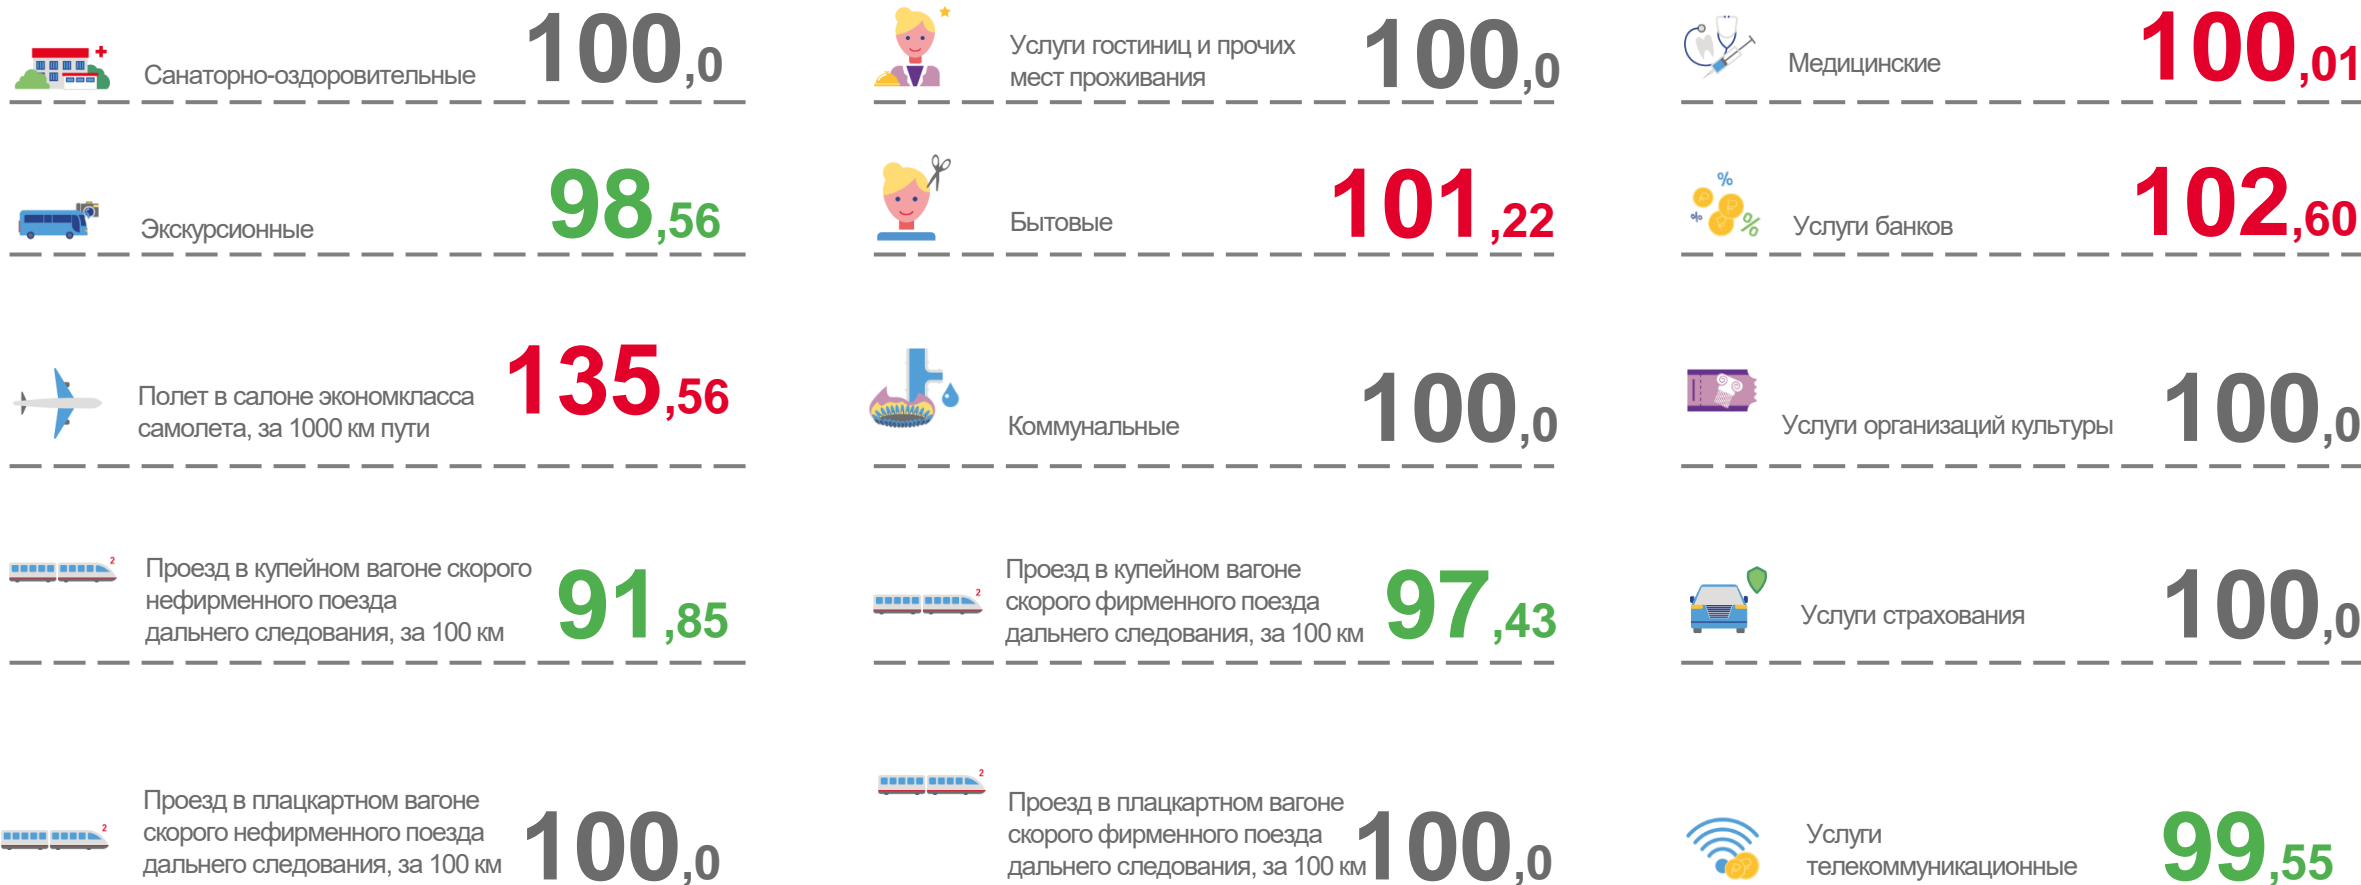 Санаторно-оздоровительные 100,0
Услуги гостиниц и прочих
мест проживания 100,0
Медицинские 100,01
Экскурсионные 98,56
Бытовые 101,22
% % %
Услуги банков 102,60
Полет в салоне экономкласса
самолета, за 1000 км пути 135,56
Коммунальные 100,0
Услуги организаций культуры 100,0
2
Проезд в купейном вагоне скорого
нефирменного поезда
дальнего следования, за 100 км 91,85
2
Проезд в купейном вагоне
скорого фирменного поезда
дальнего следования, за 100 км 97,43
Услуги страхования 100,0
2
Проезд в плацкартном вагоне
скорого нефирменного поезда
дальнего следования, за 100 км 100,0
2
Проезд в плацкартном вагоне
скорого фирменного поезда
дальнего следования, за 100 км 100,0
Услуги
телекоммуникационные 99,55